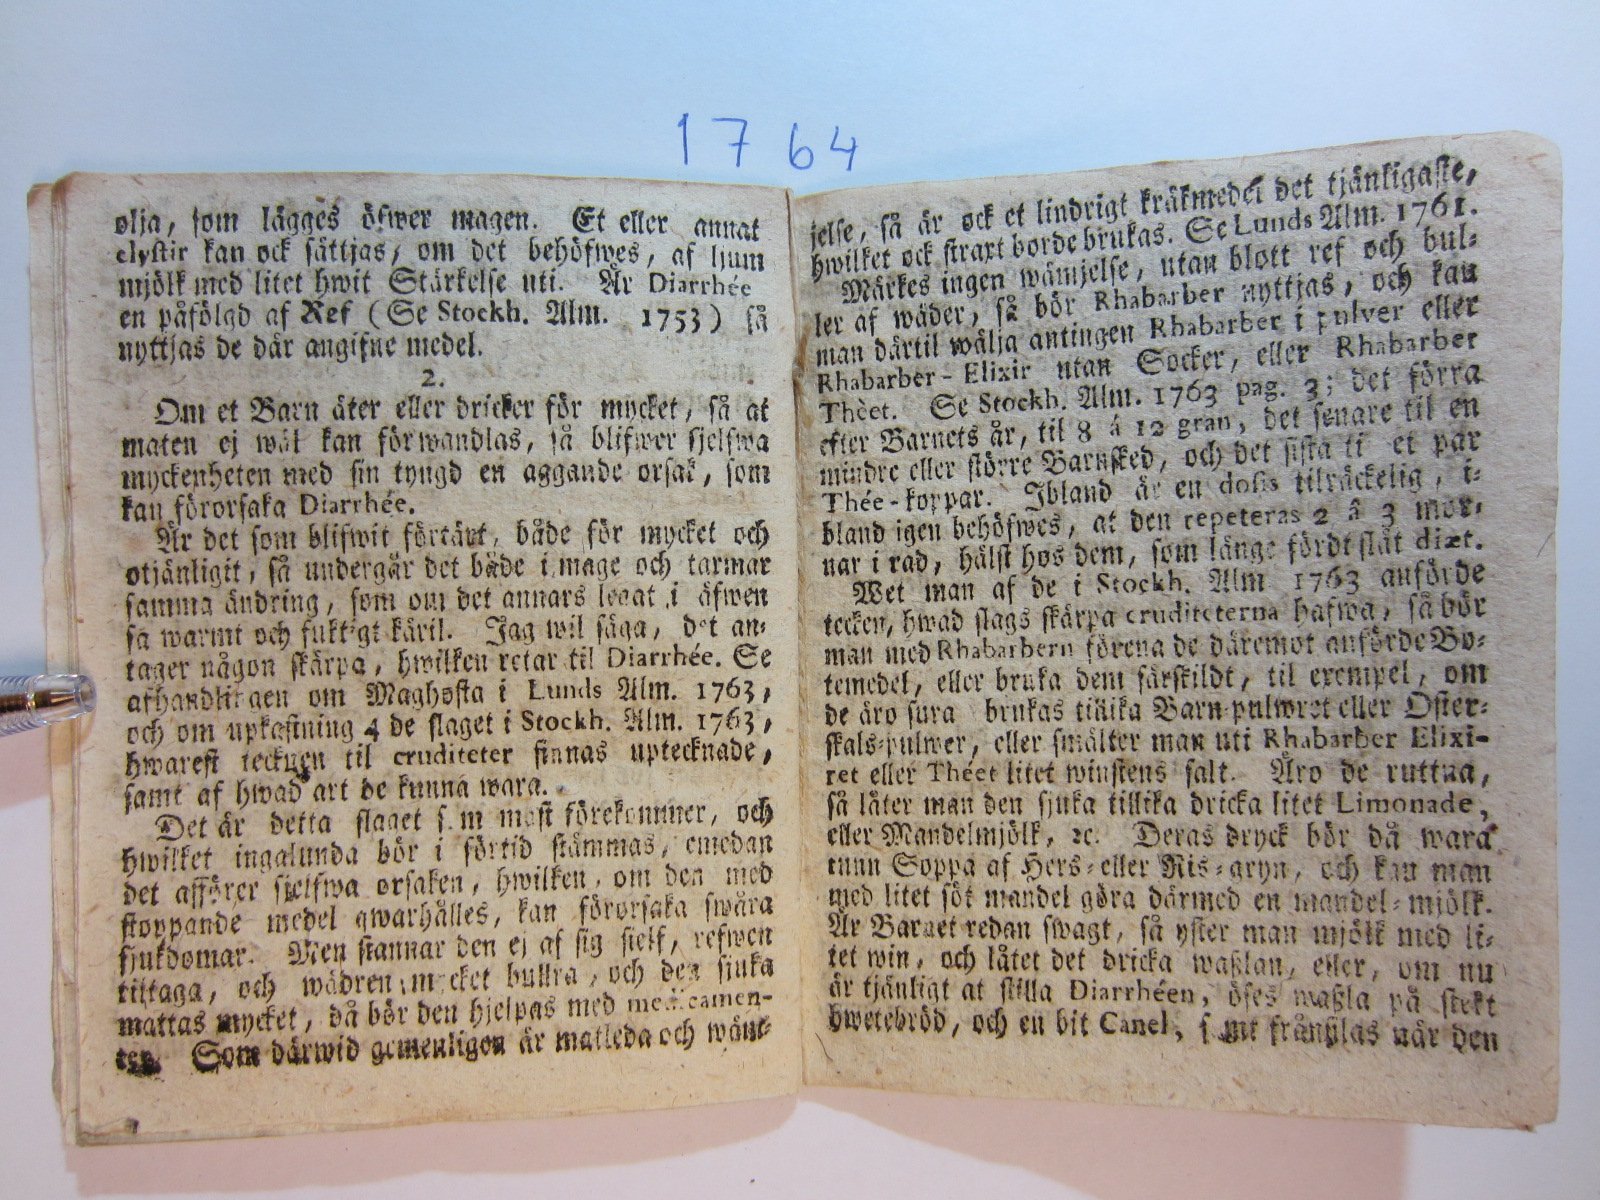 1764
olja, som lägges öfwer magen. Et eller annat
clystir kan ock sättjas, om det behöfwes, af ljum
mjölk med litet hwit Stärkelse uti. Är Diarrhée
en påfölgd af Ref (Se Stockh. Alm. 1753) så
nyttjas de där angifne medel.
2.
Om et Barn äter eller dricker för mycket, så at
maten ej wäl kan förwandlas, så blifwer sjelfwa
myckenheten med sin tyngd en aggande orsak, som
kan förorsaka Diarrhée.
Är det som blifwit förtärt, både för mycket och
otjänligit, så undergår det både i mage och tarmar
samma ändring, som om det annars legat i äfwen
så warmt och fuktigt käril. Jag wil säga, det an-
tager någon skärpa, hwilken retar til Diarrhée. Se
afhandlingen om Maghosta i Lunds Alm. 1763,
och om upkastning 4 de slaget i Stockh. Alm. 1763,
hwarest tecknen til cruditeter finnas uptecknade,
samt af hwad art de kunna wara.
Det är detta slaget som mest förekommer, och
hwilket ingalunda bör i förtid stämmas, emedan
det afförer sjelfwa orsaken, hwilken, om den med
stoppande medel qwarhålles, kan förorsaka swåra
sjukdomar. Men stannar den ej af sig sielf, refwen
tiltaga, och wädren mycket bullra, och den siuka
mattas mycket, då bör den hjelpas med medicamen-
ter. Som därwid gemenligen är matleda och wäm-
jelse, så är ock et lindrigt kräkmedel det tjänligaste,
hwilket ock straxt borde brukas. Se Lunds Alm. 1761.
Märkes ingen wämjelse, utan blott ref och bul-
ler af wäder, så bör Rhabarber nyttjas, och kan
man därtil wälja antingen Rhabarber i pulver eller
Rhabarber-Elixir utan Socker, eller Rhabarber
Thèet. Se Stockh. Alm. 1763 pag. 3; det förra
efter Barnets år, til 8 á 12 gran, det senare til en
mindre eller större Barnsked, och det sista til et par
Thée-koppar. Ibland är en dosis tilräckelig, i-
bland igen behöfwes, at den repeteras 2 â 3 mor-
nar i rad, hälst hos dem, som länge fördt slät diæt.
Wet man af de i Stockh. Alm 1763 anförde
tecken, hwad slags skärpa cruditeterna hafwa, så bör
man med Rhabarbern förena de däremot anförde Bo-
temedel, eller bruka dem särskildt, til exempel, om
de äro sura brukas tillika Barn-pulwret eller Oster-
skals-pulwer, eller smälter man uti Rhabarber Elixi-
ret eller Théet litet winstens salt. Äro de ruttna,
så låter man den sjuka tillika dricka litet Limonade,
eller Mandelmjölk, ec. Deras dryck bör då wara
tunn Soppa af Hers-eller Ris-gryn, och kan man
med litet söt mandel göra därmed en mandel-mjölk.
Är Barnet redan swagt, så yster man mjölk med li-
tet win, och låtet det dricka waßlan, eller, om nu
är tjänligt at stilla Diarrhéen, öses waßla på stekt
hwetebröd, och en bit Canel, när den